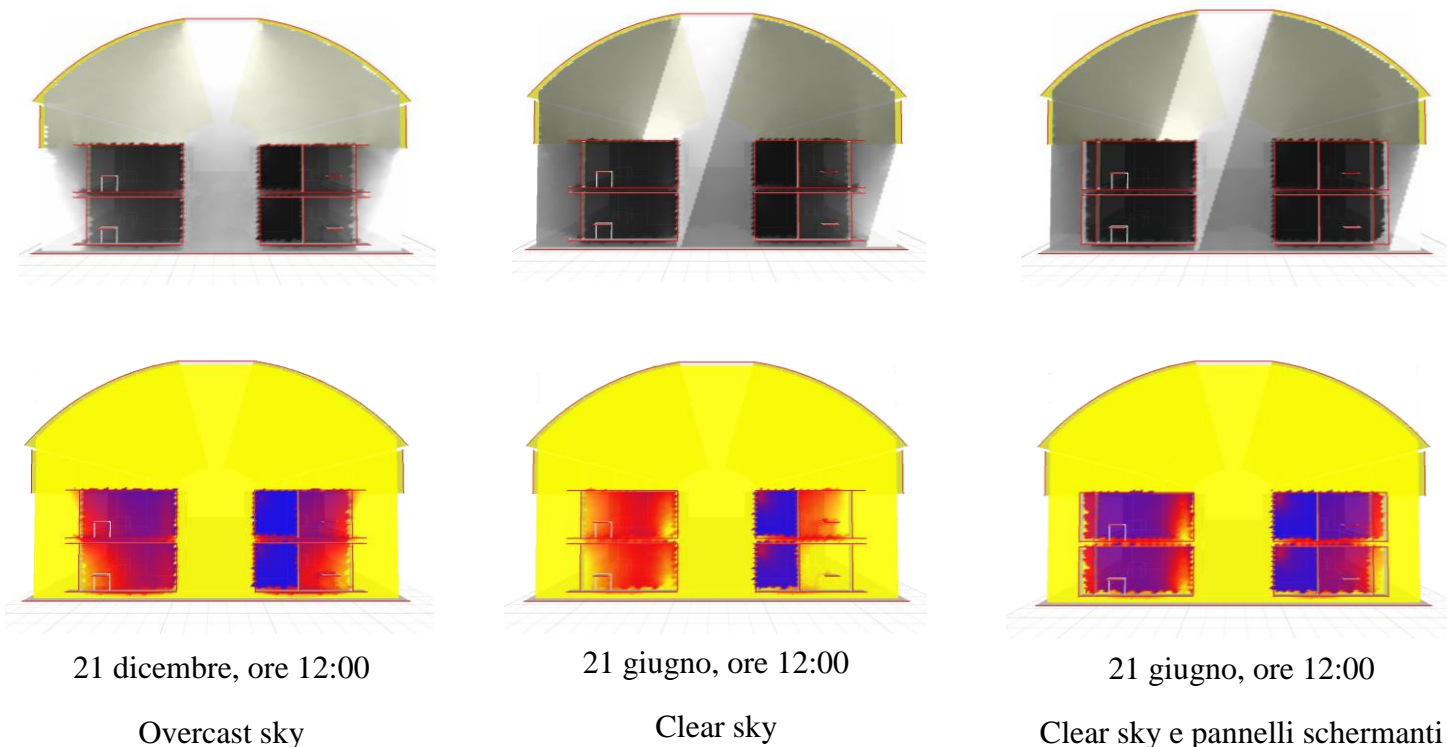 21 dicembre, ore 12:00
Overcast sky
21 giugno, ore 12:00
Clear sky
21 giugno, ore 12:00
Clear sky e pannelli schermanti